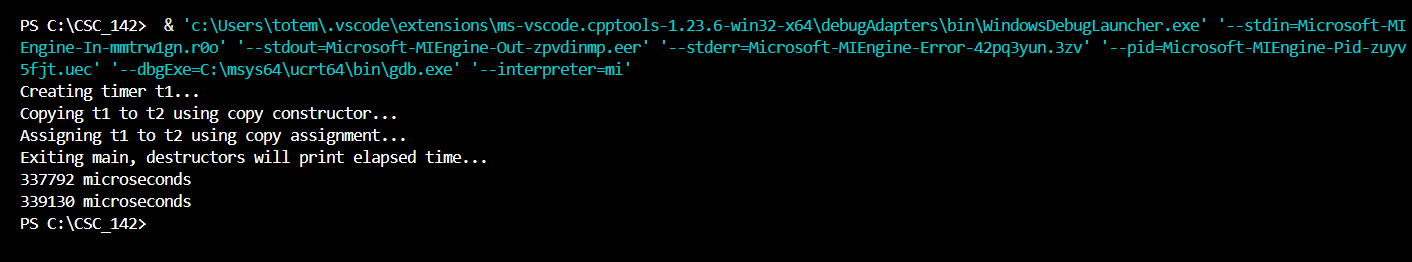 PS C:\CSC_142>  & 'c:\Users\totem\.vscode\extensions\ms-vscode.cpptools-1.23.6-win32-x64\debugAdapters\bin\WindowsDebugLauncher.exe' '--stdin=Microsoft-MI
Engine-In-mmtrw1gn.r0o' '--stdout=Microsoft-MIEngine-Out-zpvdinmp.eer' '--stderr=Microsoft-MIEngine-Error-42pq3yun.3zv' '--pid=Microsoft-MIEngine-Pid-zuyv
5fjt.uec' '--dbgExe=C:\msys64\ucrt64\bin\gdb.exe' '--interpreter=mi'
Creating timer t1...
Copying t1 to t2 using copy constructor...
Assigning t1 to t2 using copy assignment...
Exiting main, destructors will print elapsed time...
337792 microseconds
339130 microseconds
PS C:\CSC_142>